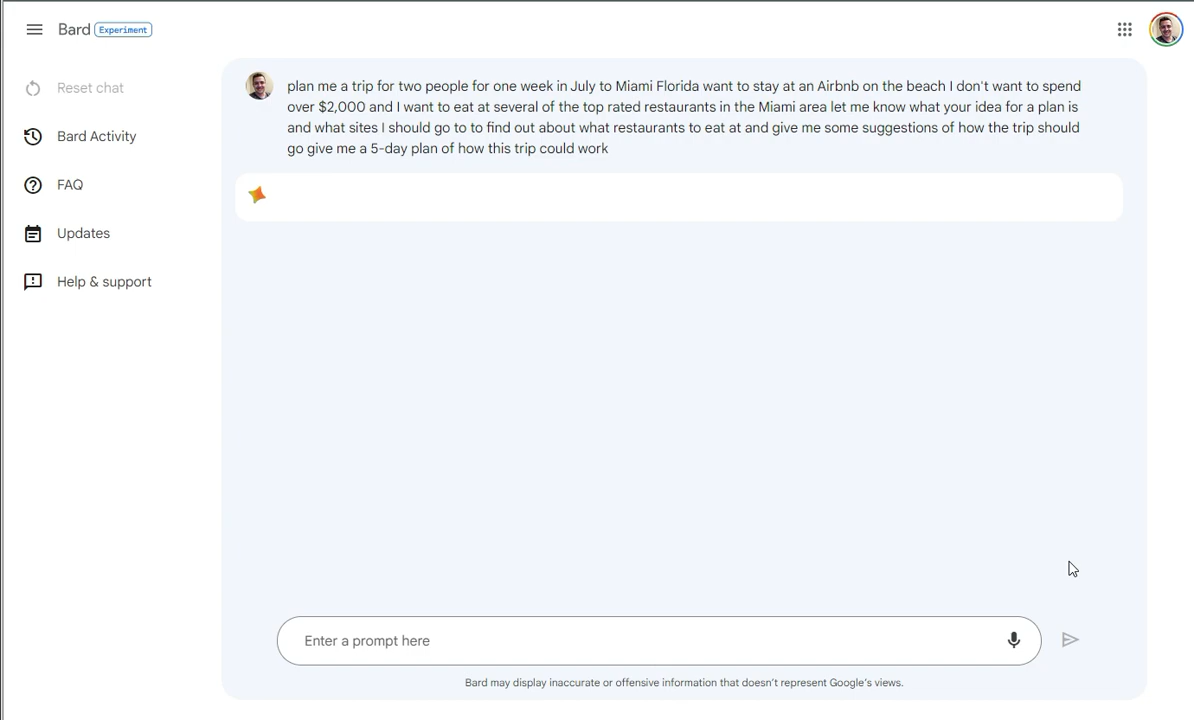 Bard Experiment
Reset chat
Bard Activity
FAQ
Updates
Help & support
plan me a trip for two people for one week in July to Miami Florida want to stay at an Airbnb on the beach I don't want to spend
over $2,000 and I want to eat at several of the top rated restaurants in the Miami area let me know what your idea for a plan is
and what sites I should go to to find out about what restaurants to eat at and give me some suggestions of how the trip should
go give me a 5-day plan of how this trip could work
Enter a prompt here
Bard may display inaccurate or offensive information that doesn't represent Google's views.